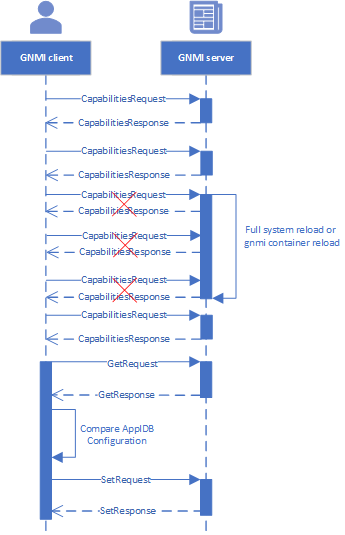 GNMI client
GNMI server
CapabilitiesRequest
CapabilitiesResponse
CapabilitiesRequest
CapabilitiesResponse
CapabilitiesRequest
CapabilitiesResponse
Full system reload or
gnmi container reload
CapabilitiesRequest
CapabilitiesResponse
CapabilitiesRequest
CapabilitiesResponse
CapabilitiesRequest
CapabilitiesResponse
GetRequest
GetResponse
Compare AppIDB
Configuration
SetRequest
SetResponse